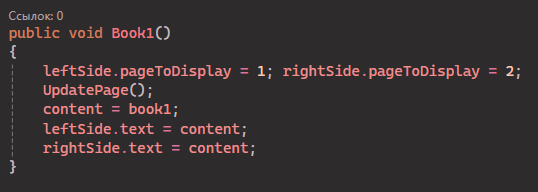 Ссылок: 0
public void Book1()
{
leftSide.pageToDisplay = 1; rightSide.pageToDisplay = 2;
UpdatePage();
content = book1;
leftSide.text = content;
rightSide.text = content;
}